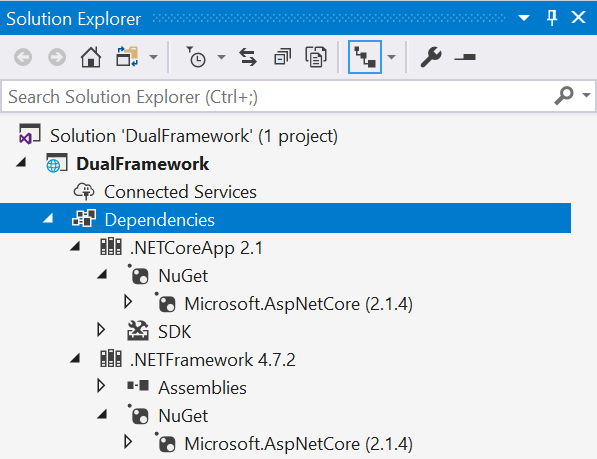 Solution Explorer
Search Solution Explorer (Ctrl+;)
Solution 'DualFramework' (1 project)
DualFramework
Connected Services
Dependencies
.NETCoreApp 2.1
NuGet
Microsoft.AspNetCore (2.1.4)
SDK
.NETFramework 4.7.2
Assemblies
NuGet
Microsoft.AspNetCore (2.1.4)